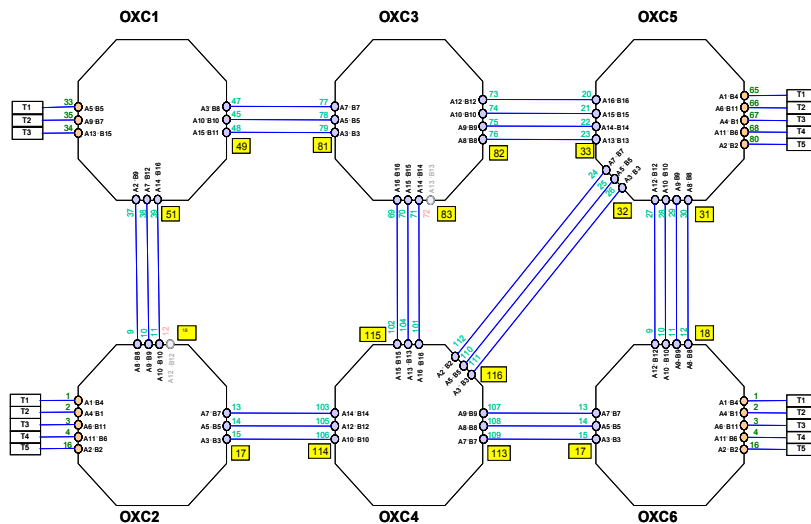 OXC1
OXC3
OXC5
T1 33 A5-B5
T2 35 A9-B7
T3 34 A13-B15
A3-B8 47
A10-B10 45
A15-B11 48
49
77 A7-B7
78 A5-B5
79 A3-B3
81
A12-B12 73
A10-B10 74
A9-B9 75
A8-B8 76
82
20 A16-B16
21 A15-B15
22 A14-B14
23 A13-B13
33
A1-B4 65 T1
A6-B11 66 T2
A4-B1 67 T3
A11-B6 68 T4
A2-B2 80 T5
A7-B7 24
A5-B5 25
A3-B3 26
32
A2-B9 37
A7-B12 38
A14-B16 39
51
A16-B16 69
A15-B15 70
A14-B14 71
A13-B13 72
83
A12-B12 27
A10-B10 28
A9-B9 29
A8-B8 30
31
9 A8-B8
10 A9-B9
11 A10-B10
12 A12-B12
18
115
102 A15-B15
104 A13-B13
101 A16-B16
112 A2-B2
110 A5-B5
111 A3-B3
116
9 A12-B12
10 A10-B10
11 A9-B9
12 A8-B8
18
T1 1 A1-B4
T2 2 A4-B1
T3 3 A6-B11
T4 4 A11-B6
T5 16 A2-B2
A7-B7 13
A5-B5 14
A3-B3 15
17
103 A14-B14
105 A12-B12
106 A10-B10
114
A9-B9 107
A8-B8 108
A7-B7 109
113
13 A7-B7
14 A5-B5
15 A3-B3
17
A1-B4 1 T1
A4-B1 2 T2
A6-B11 3 T3
A11-B6 4 T4
A2-B2 16 T5
OXC2
OXC4
OXC6